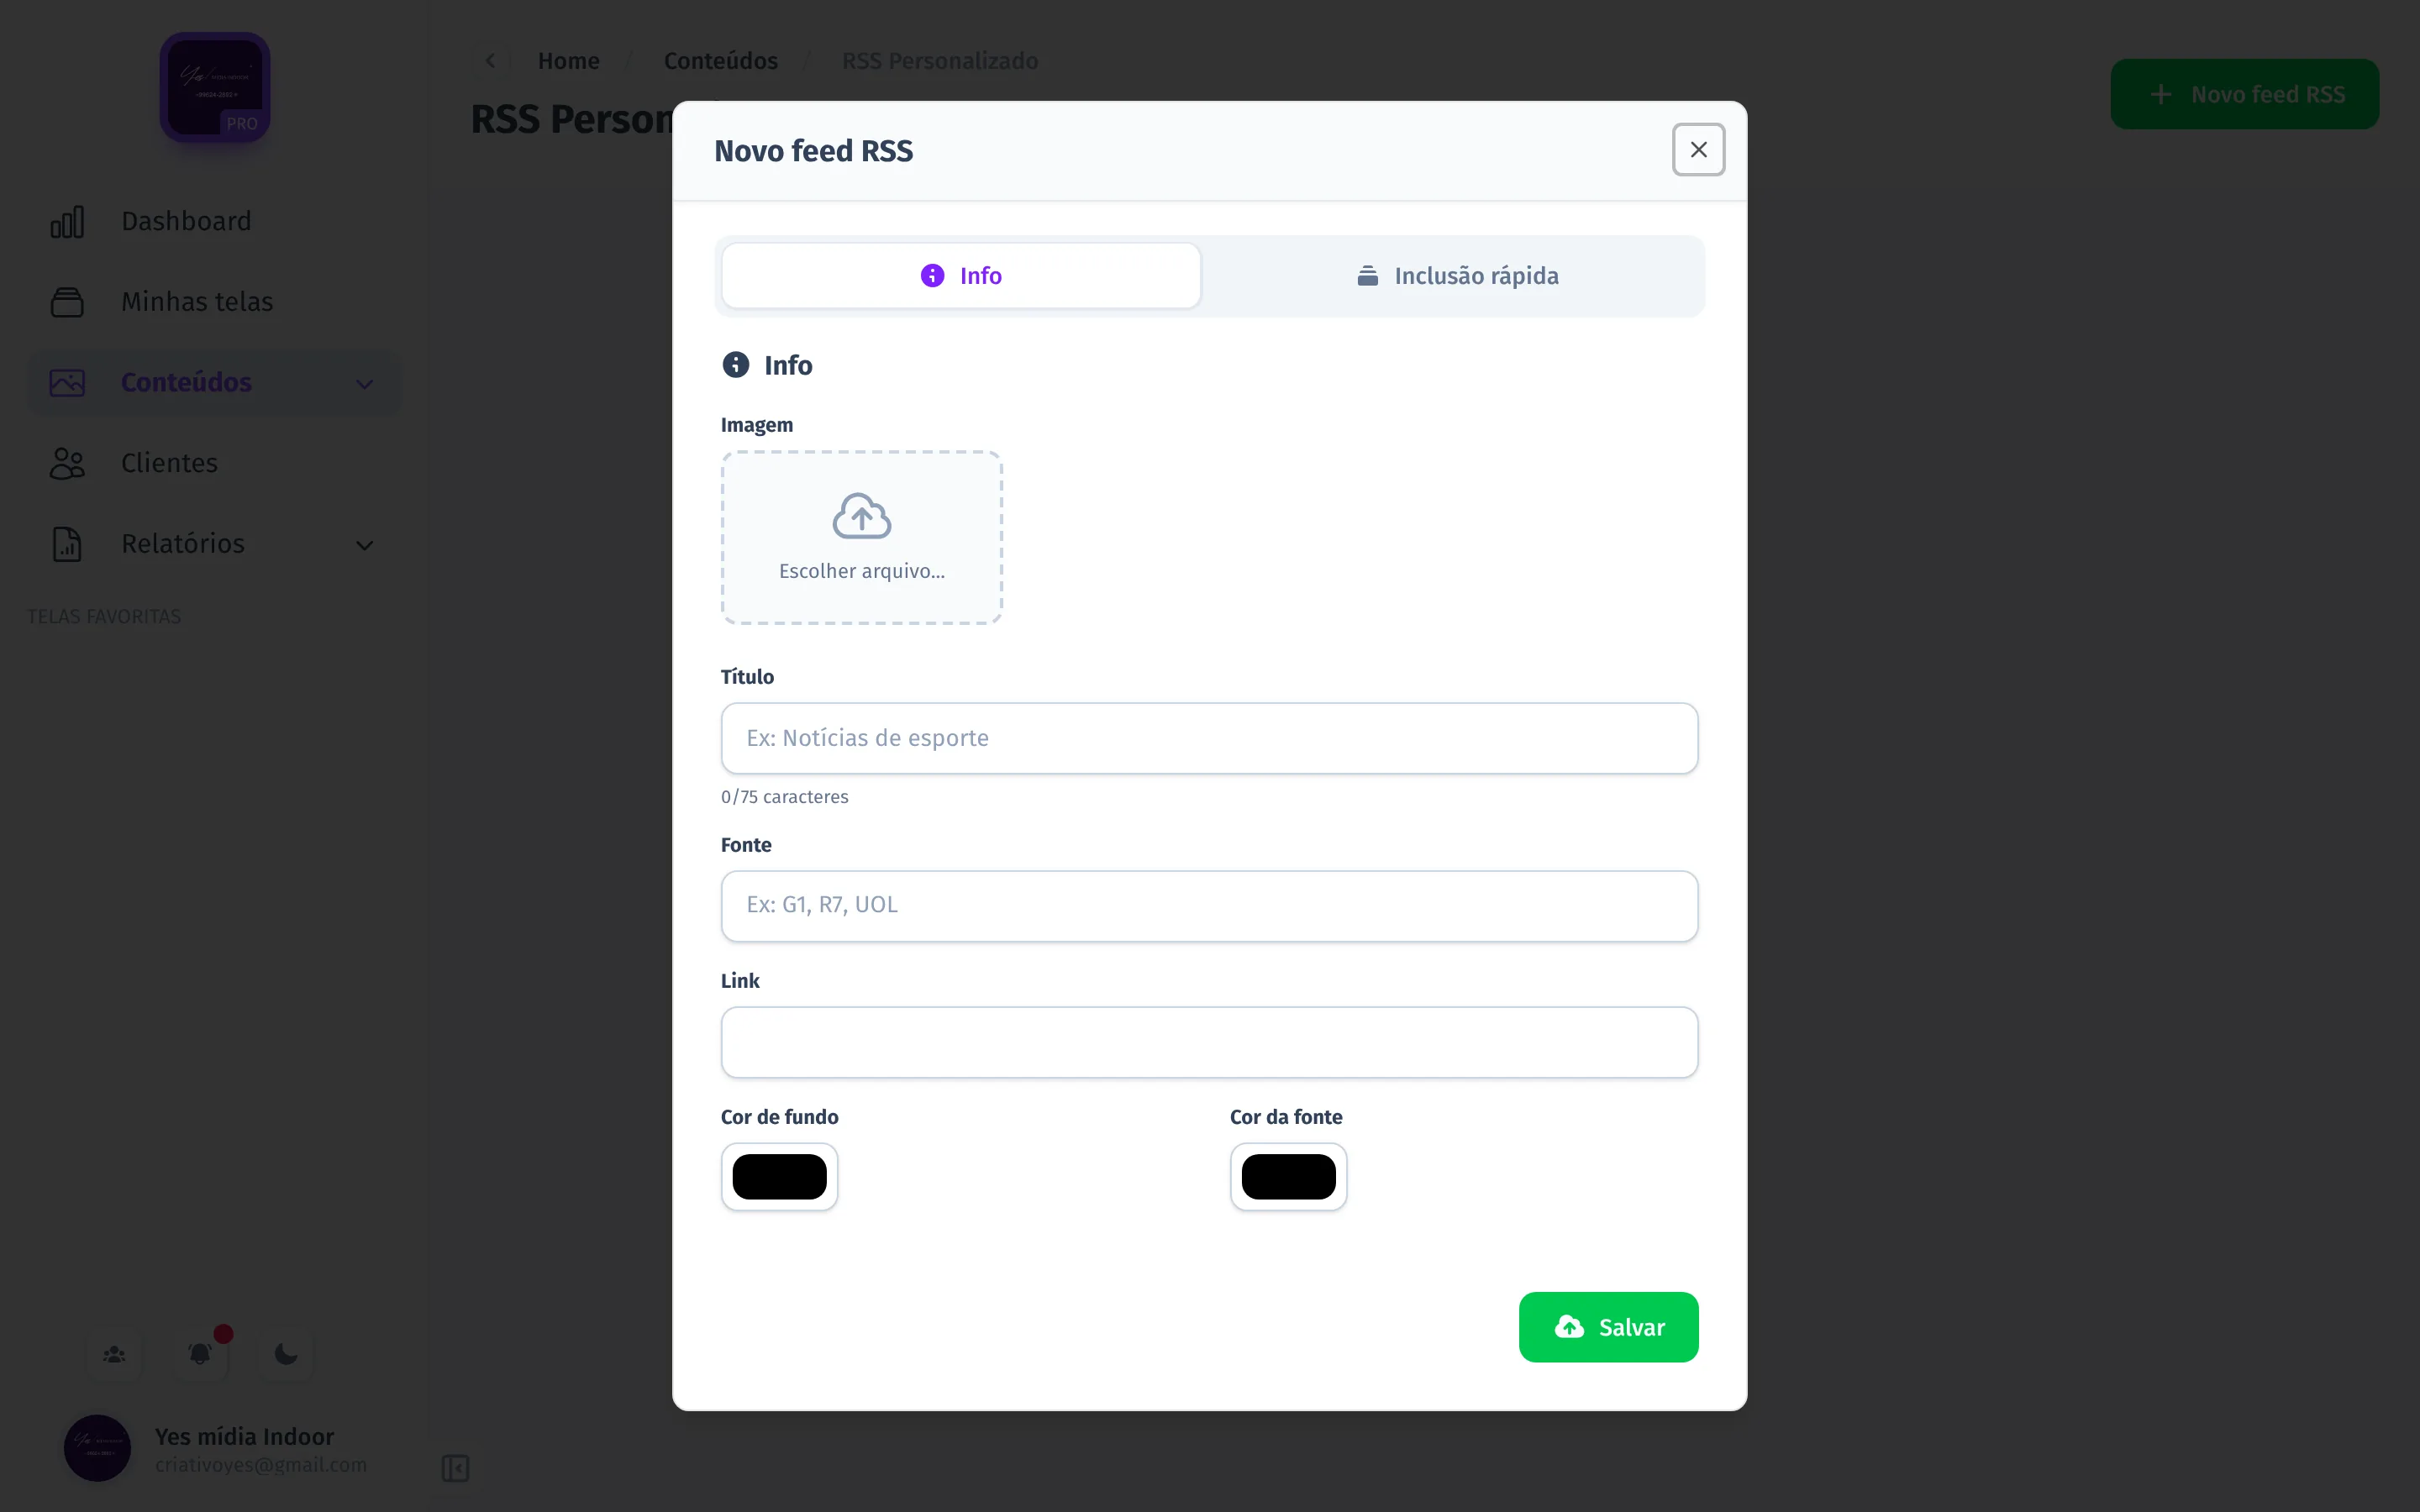 PRO
Dashboard
Minhas telas
Conteúdos
Clientes
Relatórios
TELAS FAVORITAS
Yes mídia Indoor
criativoyes@gmail.com
Home / Conteúdos / RSS Personalizado
RSS Person
Novo feed RSS
Novo feed RSS
Info
Inclusão rápida
Info
Imagem
Escolher arquivo...
Título
Ex: Notícias de esporte
0/75 caracteres
Fonte
Ex: G1, R7, UOL
Link
Cor de fundo
Cor da fonte
Salvar